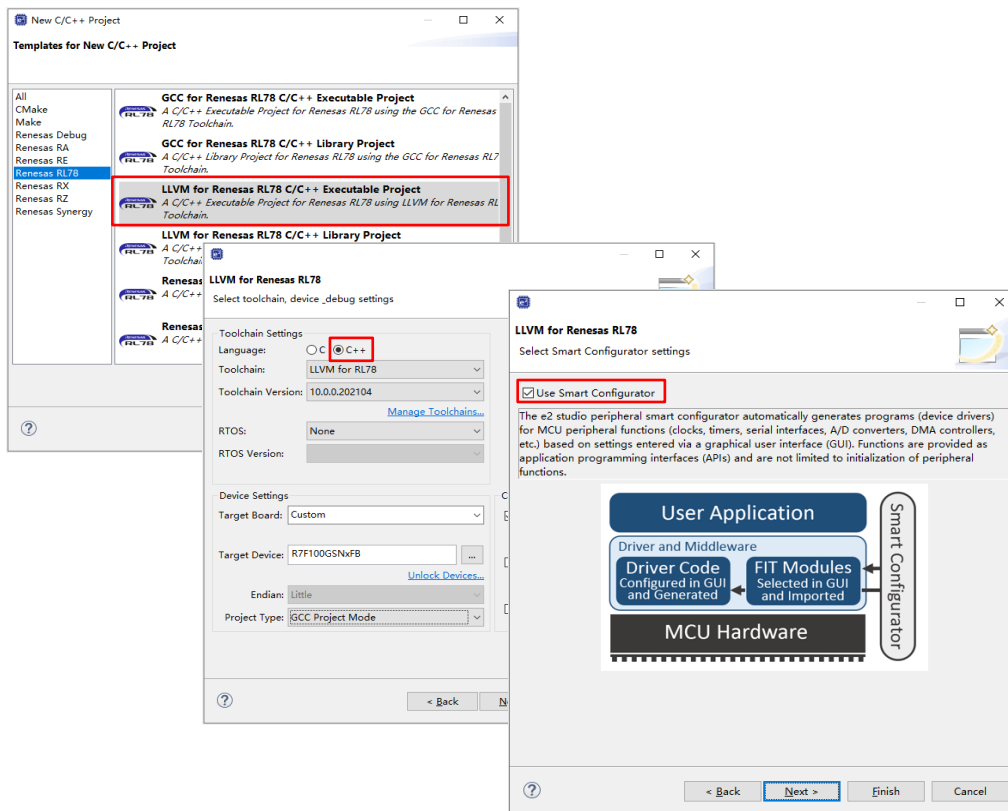 New C/C++ Project
Templates for New C/C++ Project
All
CMake
Make
Renesas Debug
Renesas RA
Renesas RE
Renesas RL78
Renesas RX
Renesas RZ
Renesas Synergy
GCC for Renesas RL78 C/C++ Executable Project
A C/C++ Executable Project for Renesas RL78 using the GCC for Renesas
RL78 Toolchain.
GCC for Renesas RL78 C/C++ Library Project
A C/C++ Library Project for Renesas RL78 using the GCC for Renesas RL7
Toolchain.
LLVM for Renesas RL78 C/C++ Executable Project
A C/C++ Executable Project for Renesas RL78 using LLVM for Renesas RL
Toolchain.
LLVM for Renesas RL78 C/C++ Library Project
A C/C++
Toolchai
Renesas
A C/C++
Renesas
A C/C++
LLVM for Renesas RL78
Select toolchain, device _debug settings
Toolchain Settings
Language: C C++
Toolchain: LLVM for RL78
Toolchain Version: 10.0.0.202104
Manage Toolchains...
RTOS: None
RTOS Version:
Device Settings
Target Board: Custom
Target Device: R7F100GSNxFB ...
Unlock Devices...
Endian: Little
Project Type: GCC Project Mode
< Back
LLVM for Renesas RL78
Select Smart Configurator settings
Use Smart Configurator
The e2 studio peripheral smart configurator automatically generates programs (device drivers)
for MCU peripheral functions (clocks, timers, serial interfaces, A/D converters, DMA controllers,
etc.) based on settings entered via a graphical user interface (GUI). Functions are provided as
application programming interfaces (APIs) and are not limited to initialization of peripheral
functions.
User Application
Driver and Middleware
Driver Code
Configured in GUI
and Generated
FIT Modules
Selected in GUI
and Imported
MCU Hardware
Smart Configurator
< Back Next > Finish Cancel